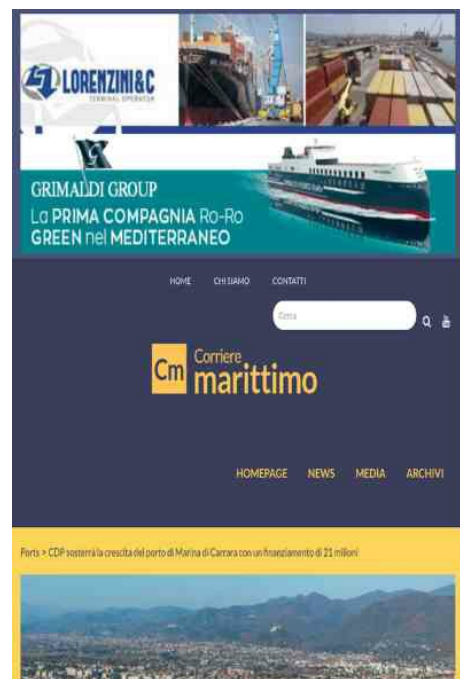 LORENZINI&C
TERMINAL OPERATOR
GRIMALDI GROUP
La PRIMA COMPAGNIA Ro-Ro
GREEN nel MEDITERRANEO
HOME CHI SIAMO CONTATTI
Cerca
Cm Corriere
marittimo
HOMEPAGE NEWS MEDIA ARCHIVI
Ports > CDP sosterrà la crescita del porto di Marina di Carrara con un finanziamento di 21 milioni